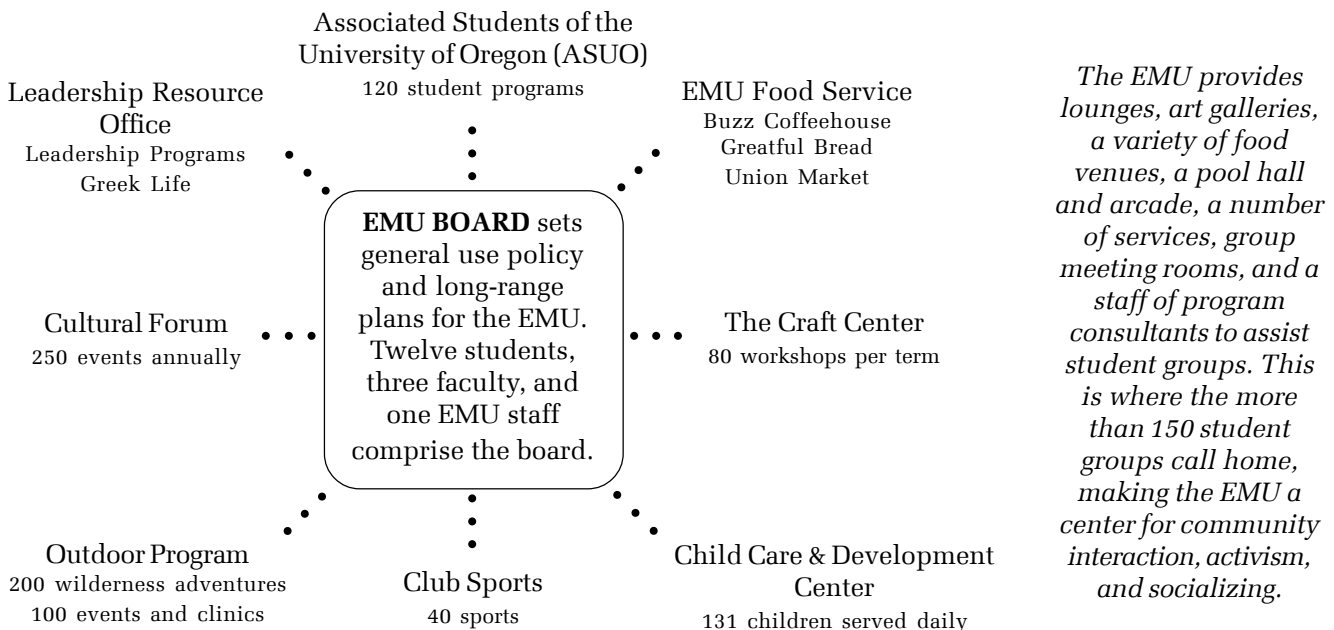 Associated Students of the
University of Oregon (ASUO)
120 student programs
Leadership Resource
Office
Leadership Programs
Greek Life
EMU Food Service
Buzz Coffeehouse
Greatful Bread
Union Market
EMU BOARD sets
general use policy
and long-range
plans for the EMU.
Twelve students,
three faculty, and
one EMU staff
comprise the board.
Cultural Forum
250 events annually
The Craft Center
80 workshops per term
Outdoor Program
200 wilderness adventures
100 events and clinics
Club Sports
40 sports
Child Care & Development
Center
131 children served daily
The EMU provides
lounges, art galleries,
a variety of food
venues, a pool hall
and arcade, a number
of services, group
meeting rooms, and a
staff of program
consultants to assist
student groups. This
is where the more
than 150 student
groups call home,
making the EMU a
center for community
interaction, activism,
and socializing.